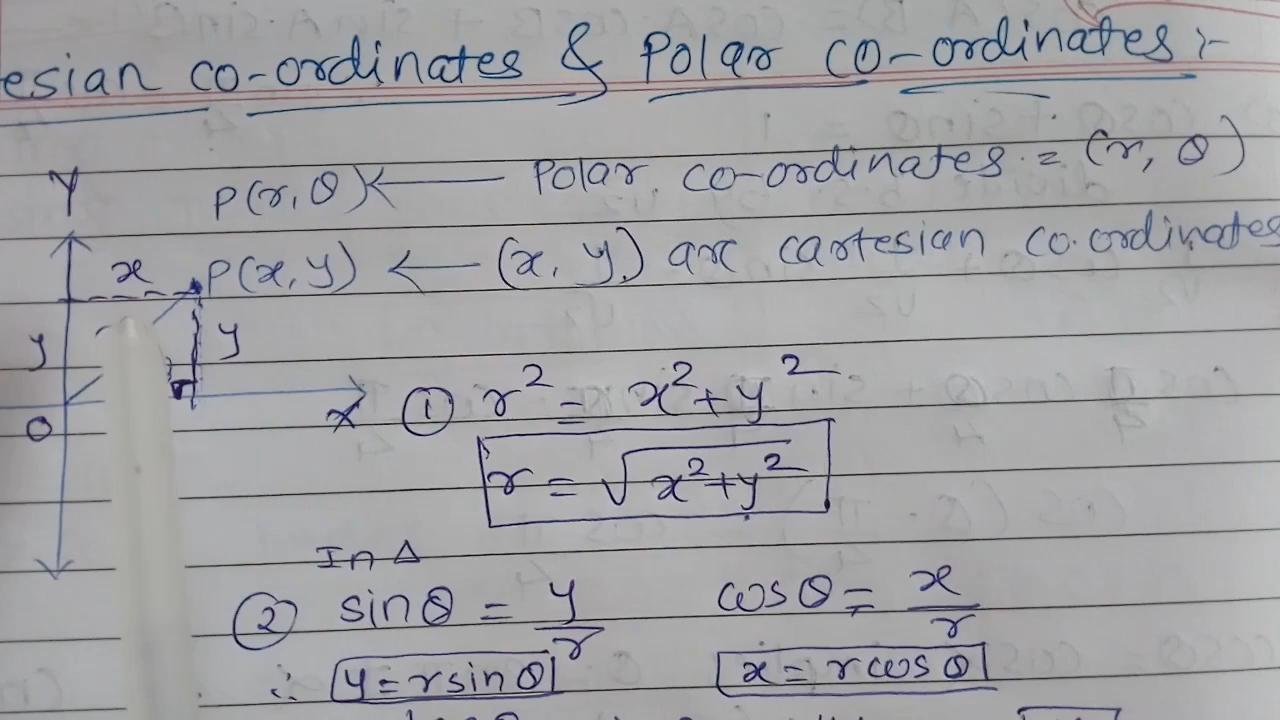 esian co-ordinates & Polar co-ordinates :-
Y P(r, θ) ← Polar co-ordinates = (r, θ)
x P(x, y) ← (x, y) are cartesian co-ordinates
y y
O X ① r² = x² + y²
r = √x²+y²
In Δ
② sinθ = y/r cosθ = x/r
∴ y = r sinθ x = r cosθ